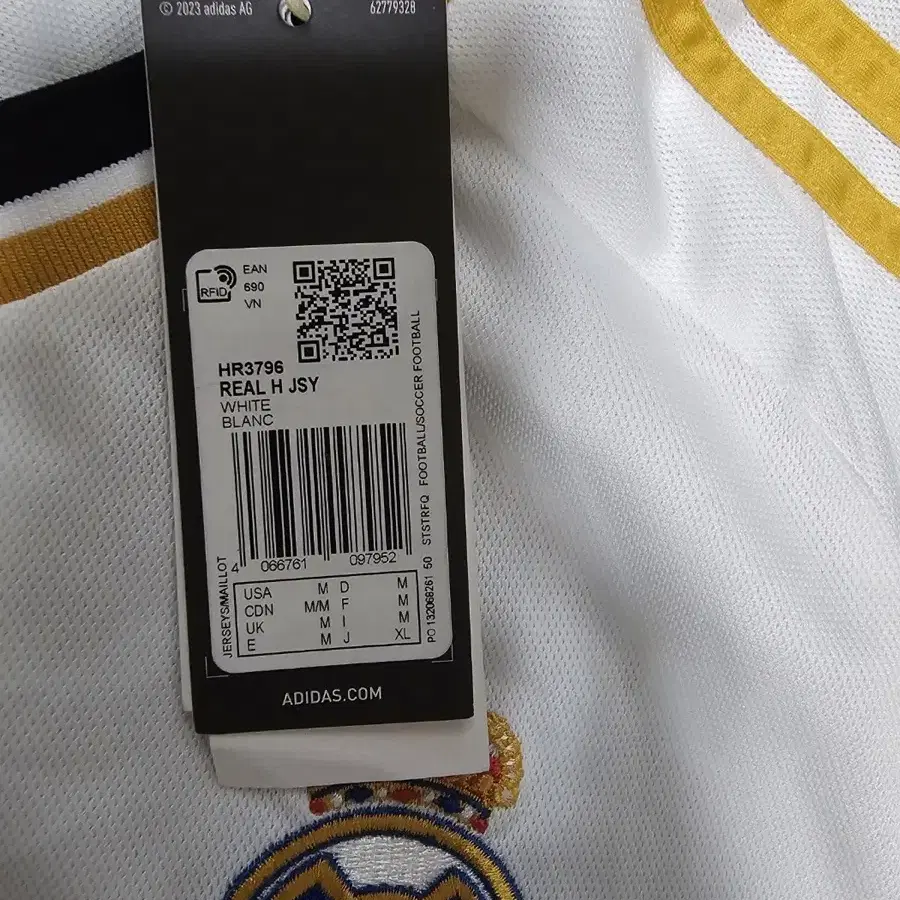 © 2023 adidas AG 62779328
RFID
EAN
690
VN
HR3796
REAL H JSY
WHITE
BLANC
4 066761 097952
USA M D M
CDN M/M F M
UK M I M
E M J XL
JERSEYS/MAILLOT
PO 132068261 50 STSTRFQ FOOTBALL/SOCCER FOOTBALL
ADIDAS.COM